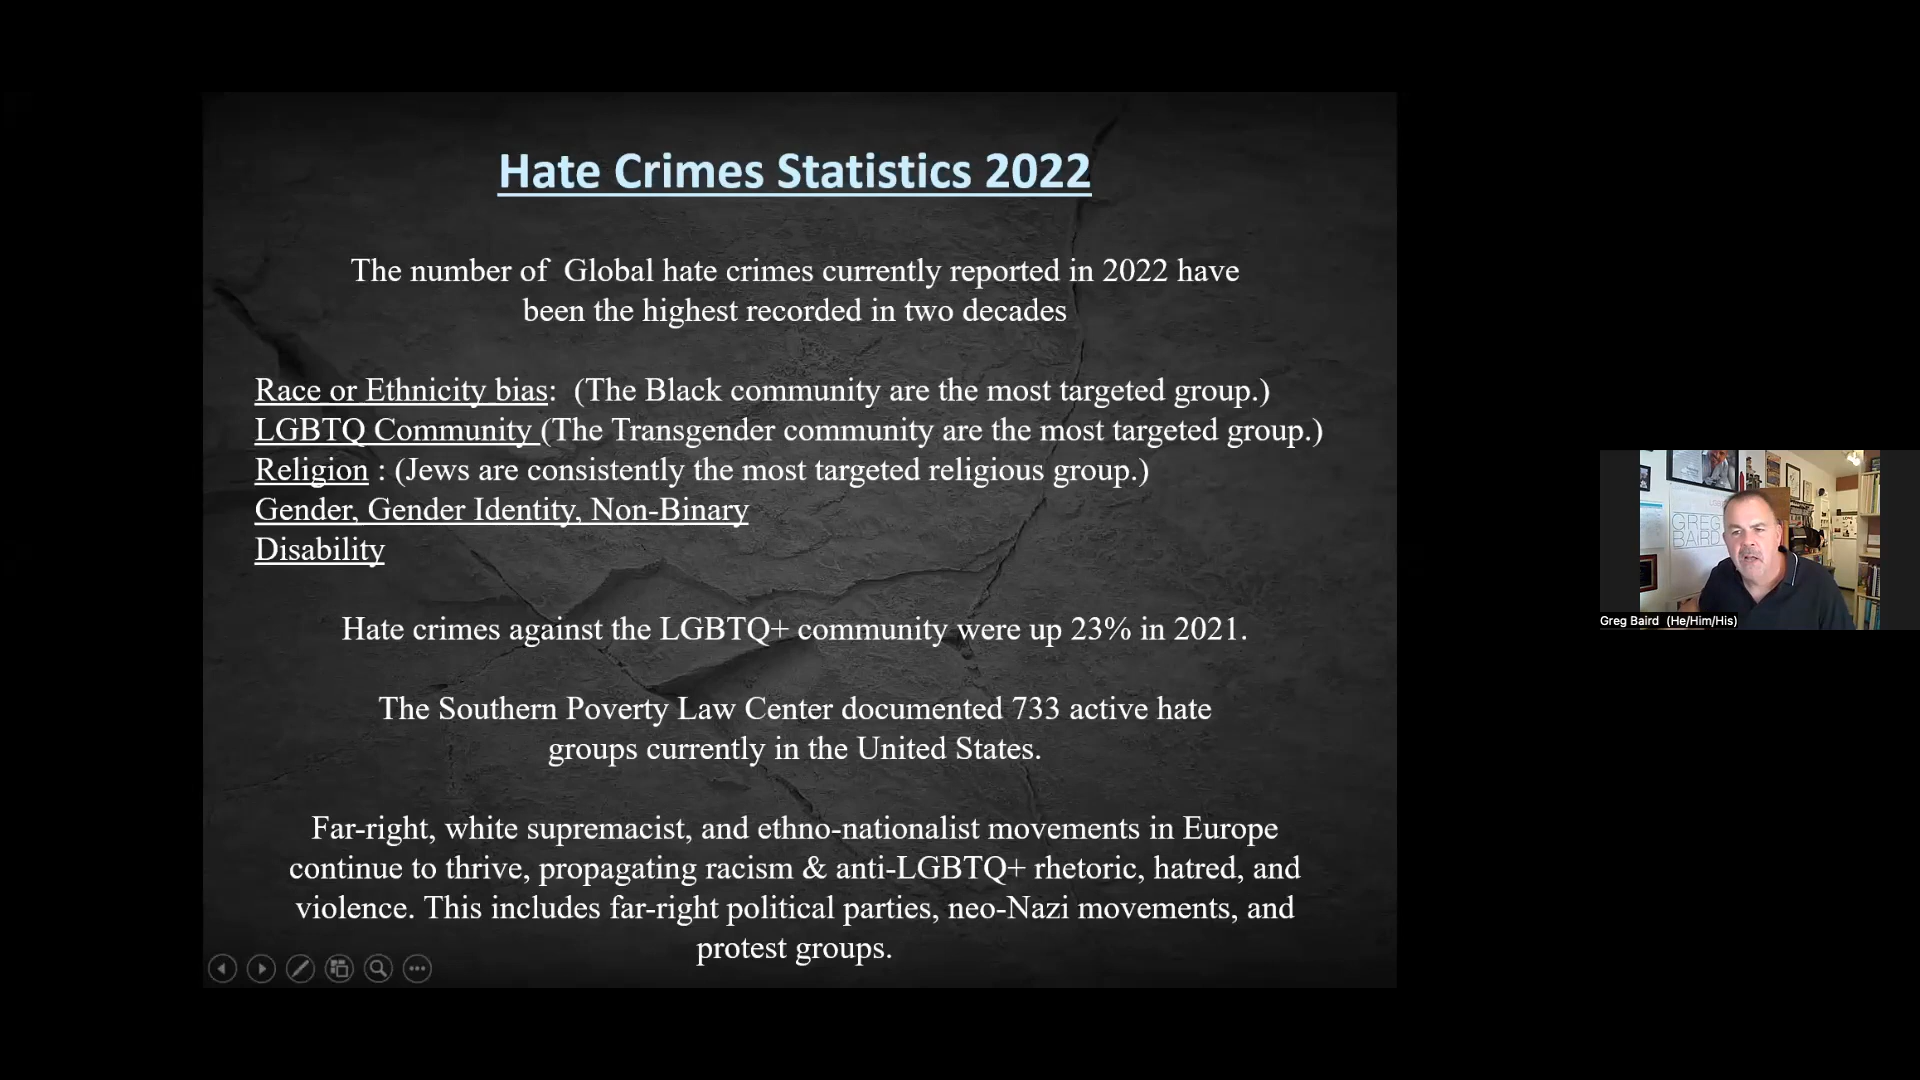 Hate Crimes Statistics 2022
The number of  Global hate crimes currently reported in 2022 have
been the highest recorded in two decades
Race or Ethnicity bias:  (The Black community are the most targeted group.)
LGBTQ Community (The Transgender community are the most targeted group.)
Religion : (Jews are consistently the most targeted religious group.)
Gender, Gender Identity, Non-Binary
Disability
Hate crimes against the LGBTQ+ community were up 23% in 2021.
The Southern Poverty Law Center documented 733 active hate
groups currently in the United States.
Far-right, white supremacist, and ethno-nationalist movements in Europe
continue to thrive, propagating racism & anti-LGBTQ+ rhetoric, hatred, and
violence. This includes far-right political parties, neo-Nazi movements, and
protest groups.
GREG
BAIRD
Greg Baird  (He/Him/His)